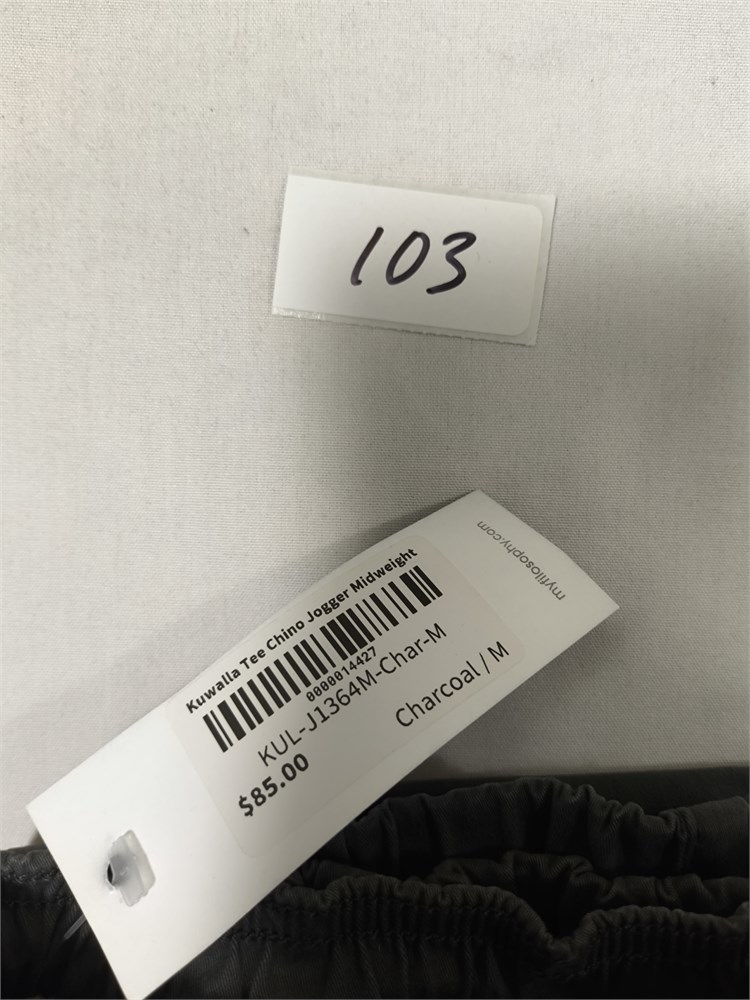 103
myfilosophy.com
Kuwalla Tee Chino Jogger Midweight
0000014427
KUL-J1364M-Char-M
Charcoal / M
$85.00